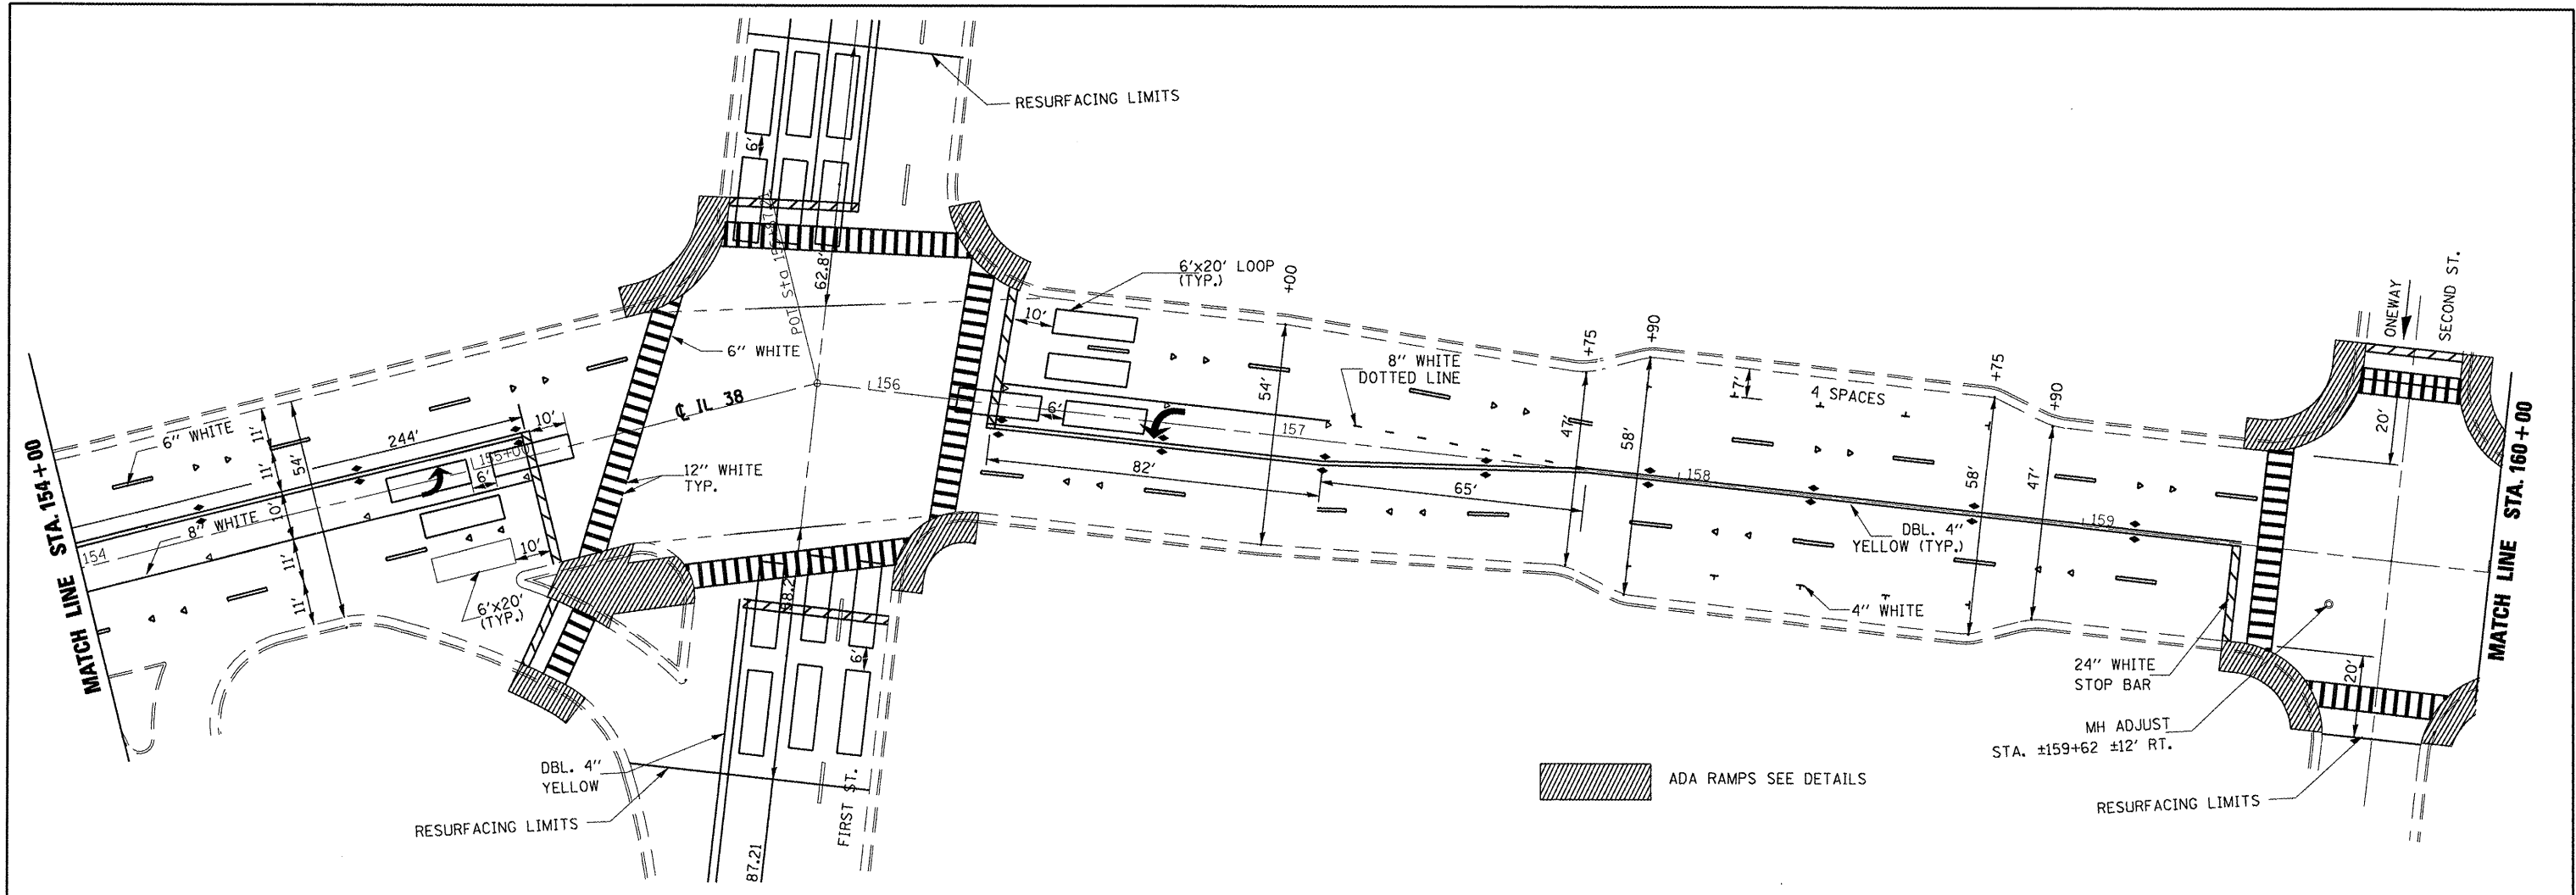 RESURFACING LIMITS
6'
62.8'
6'x20' LOOP
(TYP.)
10'
+00
6" WHITE
8" WHITE
DOTTED LINE
+75
+90
7'
4 SPACES
+75
+90
ONEWAY
SECOND ST.
20'
MATCH LINE STA. 154+00
6" WHITE
11'
11'
54'
10'
11'
11'
244'
10'
155+00
6'
℄ IL 38
156
6'
54'
157
47'
58'
158
58'
47'
159
154
8" WHITE
12" WHITE
TYP.
82'
65'
DBL. 4"
YELLOW (TYP.)
10'
6'x20'
(TYP.)
4" WHITE
24" WHITE
STOP BAR
20'
MATCH LINE STA. 160+00
MH ADJUST
STA. ±159+62 ±12' RT.
6'
DBL. 4"
YELLOW
RESURFACING LIMITS
87.21
FIRST ST.
ADA RAMPS SEE DETAILS
RESURFACING LIMITS